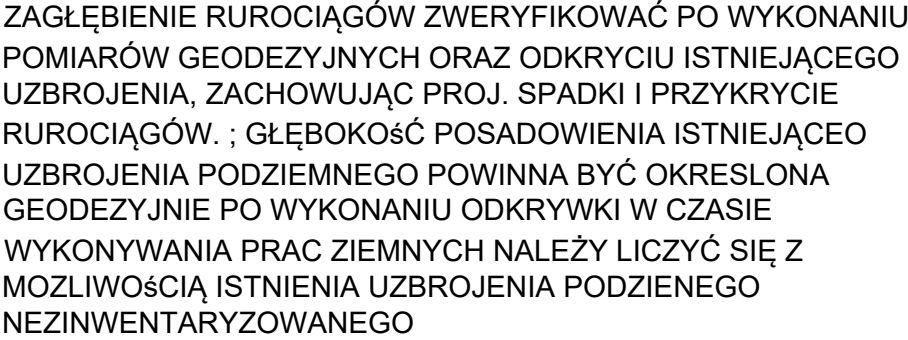 ZAGŁĘBIENIE RUROCIĄGÓW ZWERYFIKOWAĆ PO WYKONANIU
POMIARÓW GEODEZYJNYCH ORAZ ODKRYCIU ISTNIEJĄCEGO
UZBROJENIA, ZACHOWUJĄC PROJ. SPADKI I PRZYKRYCIE
RUROCIĄGÓW. ; GŁĘBOKOśĆ POSADOWIENIA ISTNIEJĄCEO
UZBROJENIA PODZIEMNEGO POWINNA BYĆ OKRESLONA
GEODEZYJNIE PO WYKONANIU ODKRYWKI W CZASIE
WYKONYWANIA PRAC ZIEMNYCH NALEŻY LICZYĆ SIĘ Z
MOZLIWOśCIĄ ISTNIENIA UZBROJENIA PODZIENEGO
NEZINWENTARYZOWANEGO